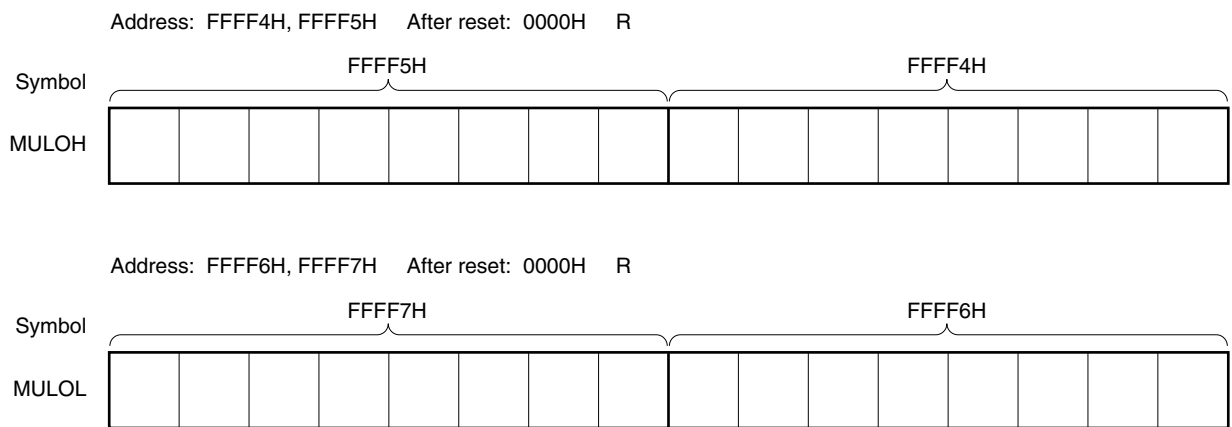 Address: FFFF4H, FFFF5H After reset: 0000H R
FFFF5H FFFF4H
Symbol
MULOH
Address: FFFF6H, FFFF7H After reset: 0000H R
FFFF7H FFFF6H
Symbol
MULOL